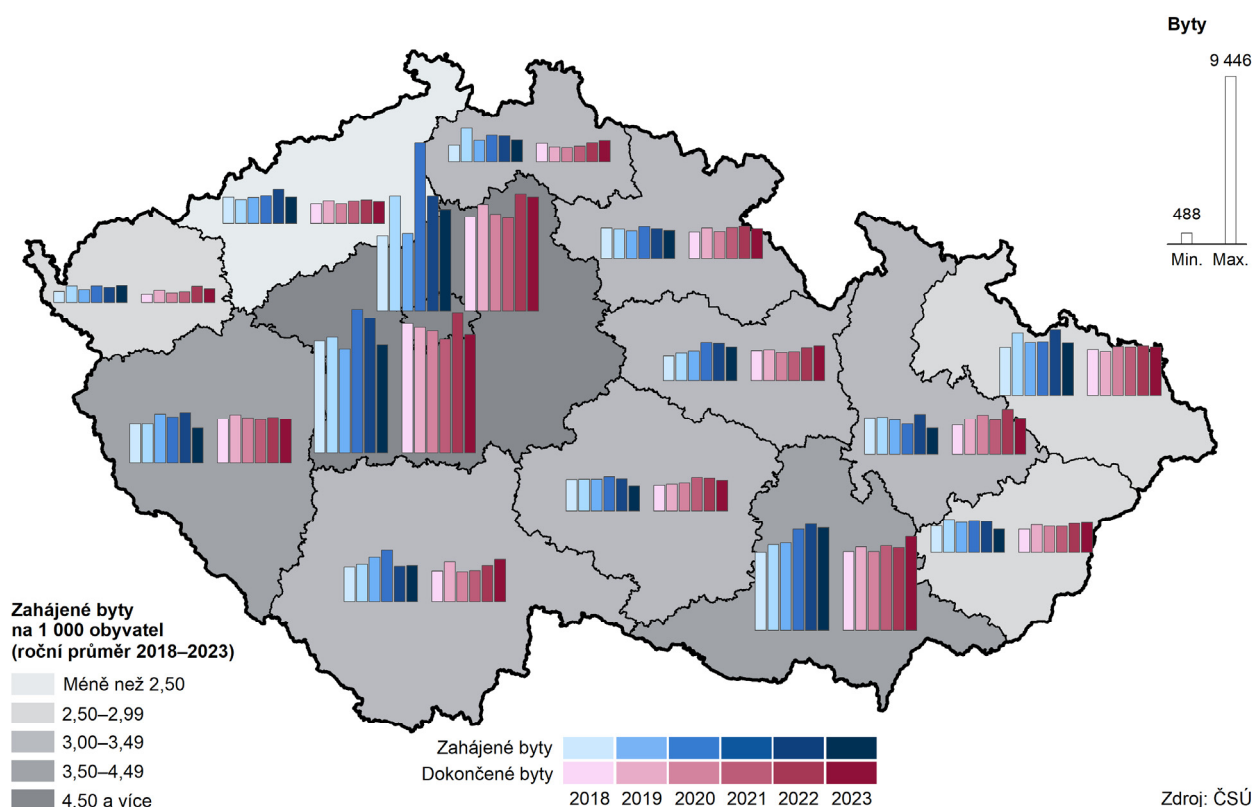 Byty
9 446
488
Min. Max.
Zahájené byty
na 1 000 obyvatel
(roční průměr 2018–2023)
Méně než 2,50
2,50–2,99
3,00–3,49
3,50–4,49
4,50 a více
Zahájené byty
Dokončené byty
2018 2019 2020 2021 2022 2023
Zdroj: ČSÚ